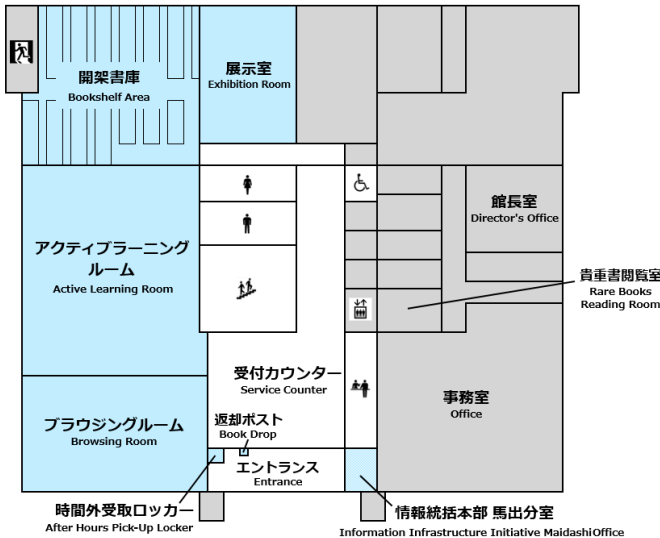 開架書庫
Bookshelf Area
展示室
Exhibition Room
館長室
Director's Office
アクティブラーニング
ルーム
Active Learning Room
貴重書閲覧室
Rare Books
Reading Room
受付カウンター
Service Counter
事務室
Office
ブラウジングルーム
Browsing Room
返却ポスト
Book Drop
エントランス
Entrance
時間外受取ロッカー
After Hours Pick-Up Locker
情報統括本部 馬出分室
Information Infrastructure Initiative MaidashiOffice